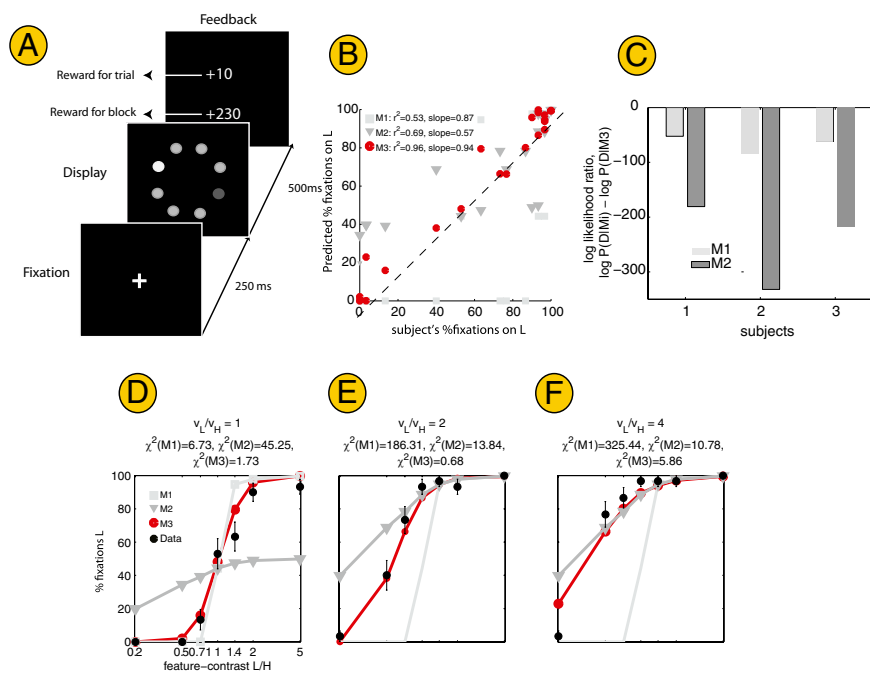 A
Feedback
Reward for trial
+10
Reward for block
+230
Display
500ms
Fixation
250 ms
B
Predicted % fixations on L
100
80
60
40
20
0
M1: r²=0.53, slope=0.87
M2: r²=0.69, slope=0.57
M3: r²=0.96, slope=0.94
0 20 40 60 80 100
subject's %fixations on L
C
log likelihood ratio,
log P(D|Mi) − log P(D|M3)
0
−100
−200
−300
M1
M2
1 2 3
subjects
D
v_L/v_H = 1
χ²(M1)=6.73, χ²(M2)=45.25,
χ²(M3)=1.73
% fixations L
100
80
60
40
20
0
M1
M2
M3
Data
0.2 0.5 0.71 1 1.4 2 5
feature−contrast L/H
E
v_L/v_H = 2
χ²(M1)=186.31, χ²(M2)=13.84,
χ²(M3)=0.68
F
v_L/v_H = 4
χ²(M1)=325.44, χ²(M2)=10.78,
χ²(M3)=5.86